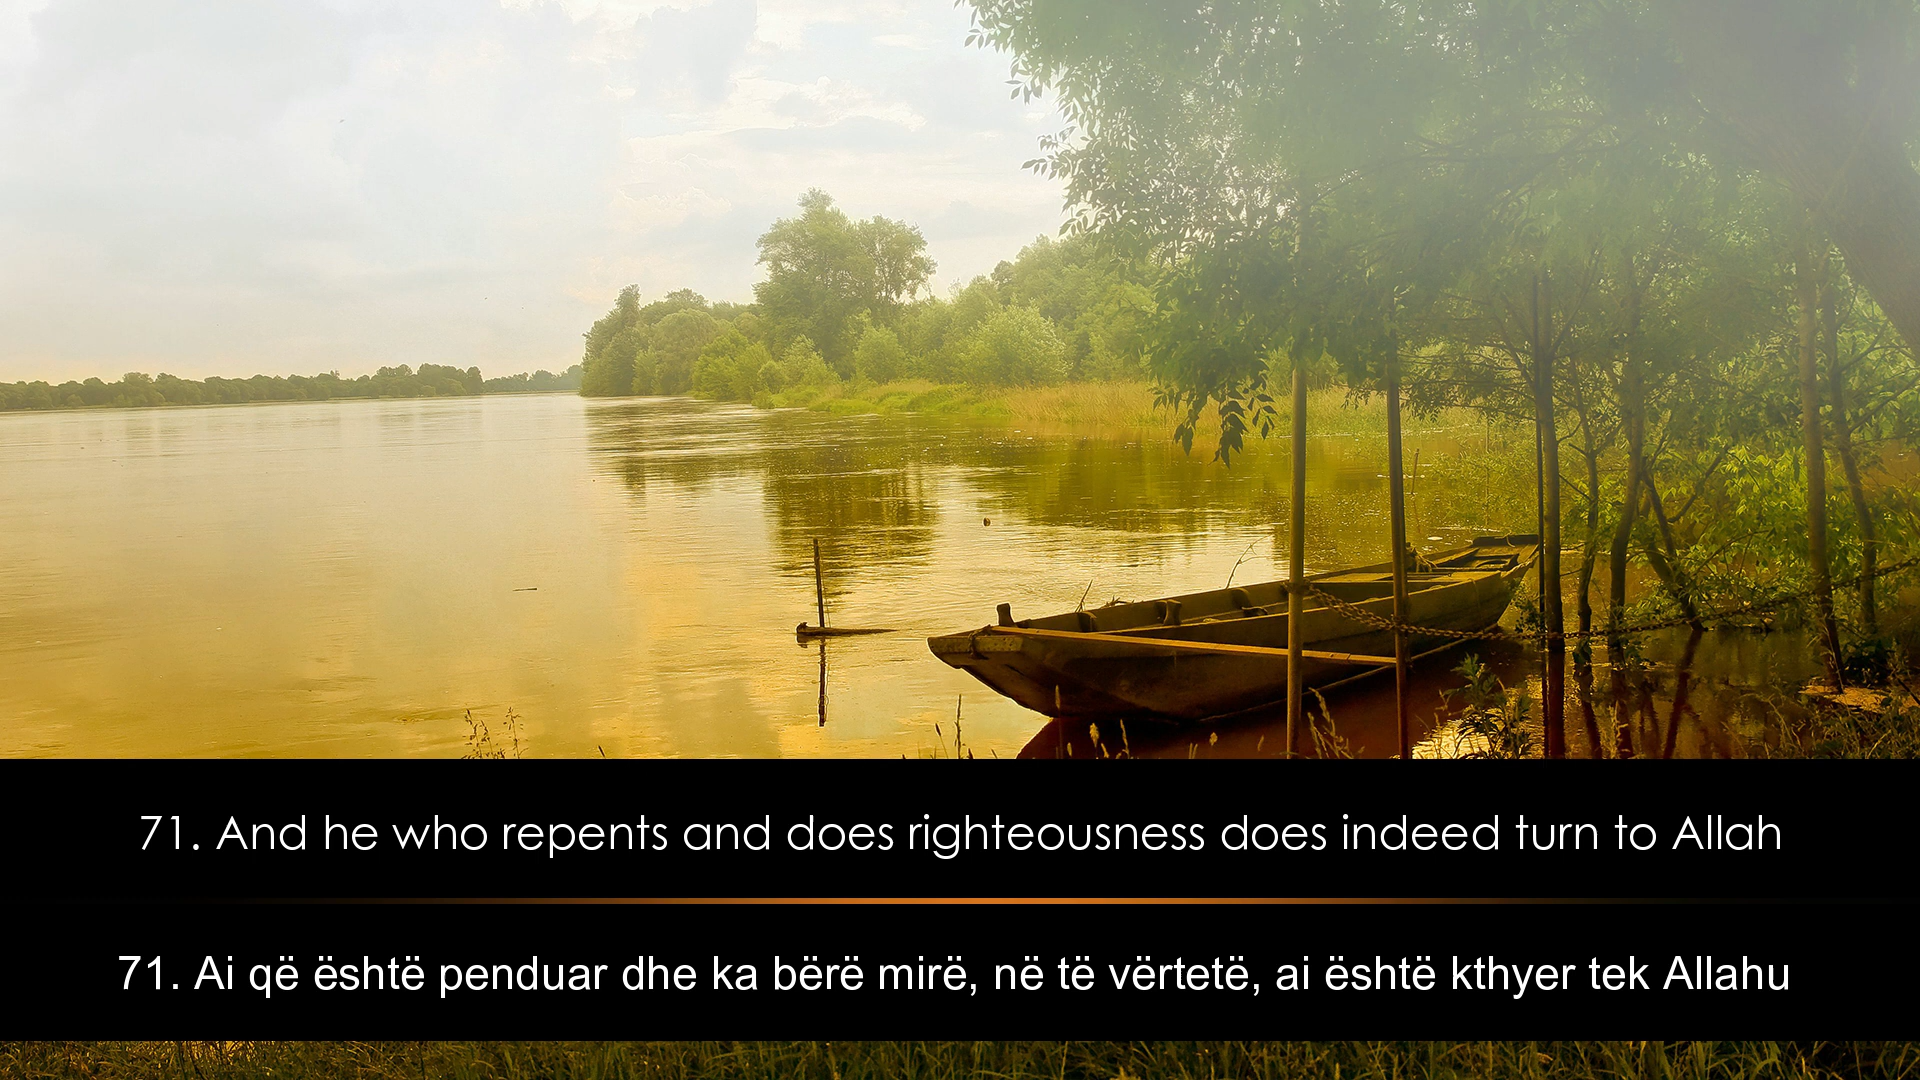 71. And he who repents and does righteousness does indeed turn to Allah
71. Ai që është penduar dhe ka bërë mirë, në të vërtetë, ai është kthyer tek Allahu